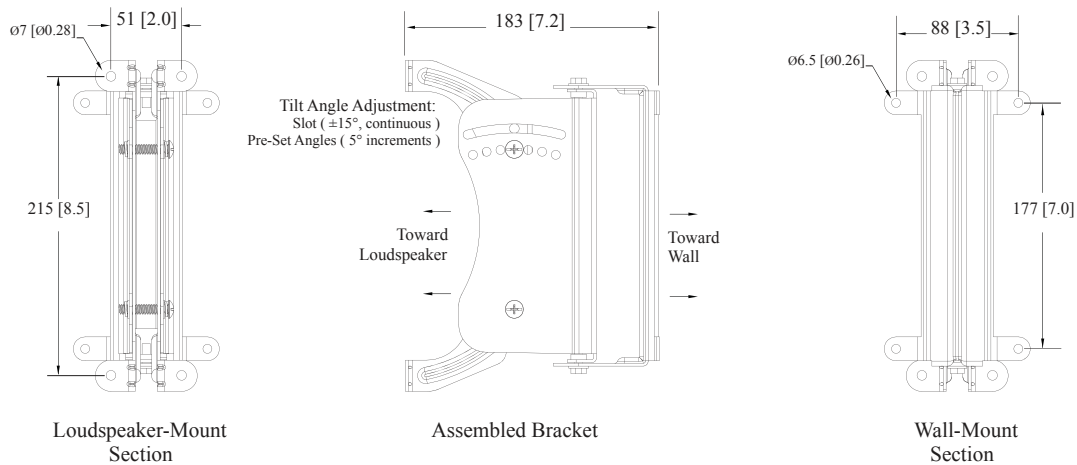 51 [2.0]
Ø7 [Ø0.28]
215 [8.5]
Loudspeaker-Mount
Section
183 [7.2]
Tilt Angle Adjustment:
Slot ( ±15°, continuous )
Pre-Set Angles ( 5° increments )
Toward
Loudspeaker
Toward
Wall
Assembled Bracket
88 [3.5]
Ø6.5 [Ø0.26]
177 [7.0]
Wall-Mount
Section